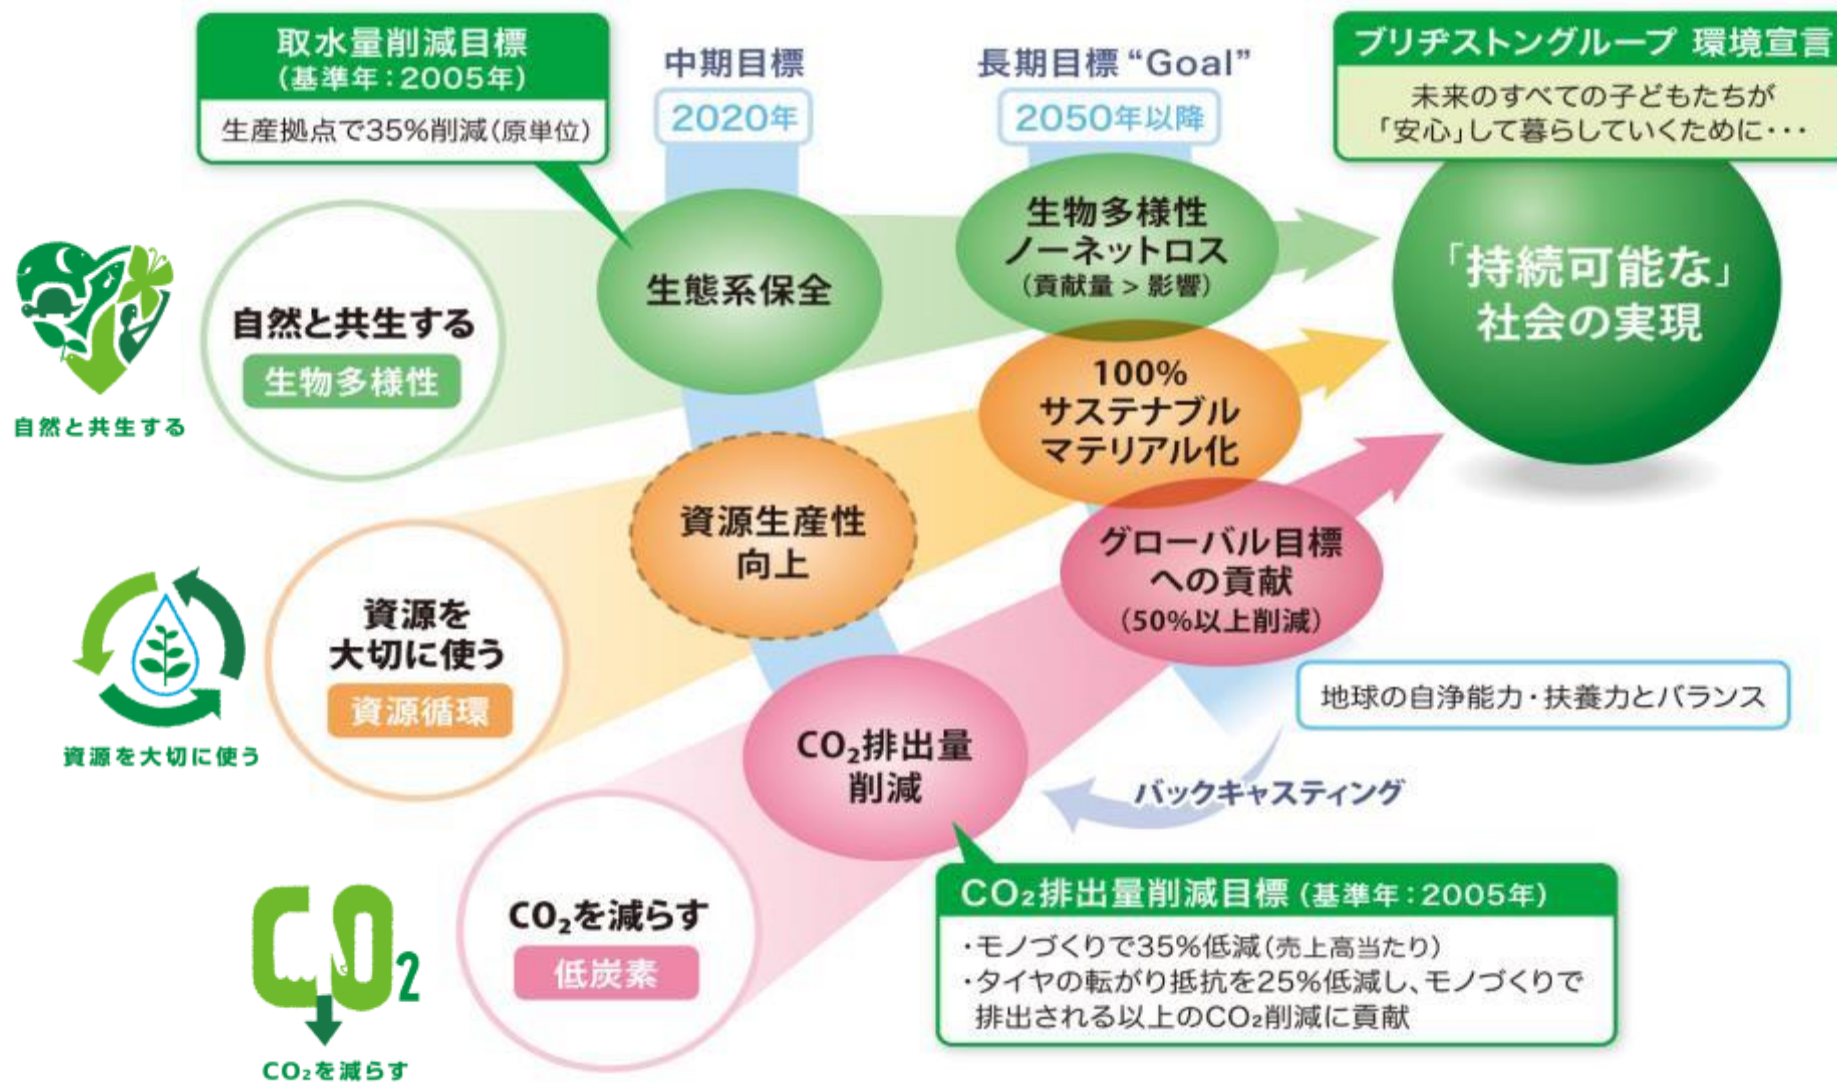 取水量削減目標
(基準年：2005年)
生産拠点で35%削減(原単位)
中期目標
2020年
長期目標“Goal”
2050年以降
ブリヂストングループ 環境宣言
未来のすべての子どもたちが
「安心」して暮らしていくために・・・
「持続可能な」
社会の実現
自然と共生する
自然と共生する
生物多様性
生態系保全
生物多様性
ノーネットロス
(貢献量 > 影響)
資源を大切に使う
資源を
大切に使う
資源循環
資源生産性
向上
100%
サステナブル
マテリアル化
CO₂
CO₂を減らす
CO₂を減らす
低炭素
CO₂排出量
削減
グローバル目標
への貢献
(50%以上削減)
地球の自浄能力・扶養力とバランス
バックキャスティング
CO₂排出量削減目標 (基準年：2005年)
・モノづくりで35%低減(売上高当たり)
・タイヤの転がり抵抗を25%低減し、モノづくりで
排出される以上のCO₂削減に貢献